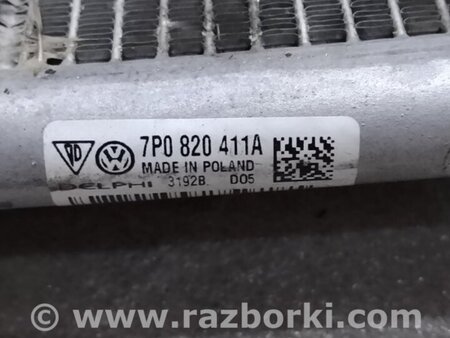 7P0 820 411A
MADE IN POLAND
DELPHI 3192B D05
© www.razborki.com